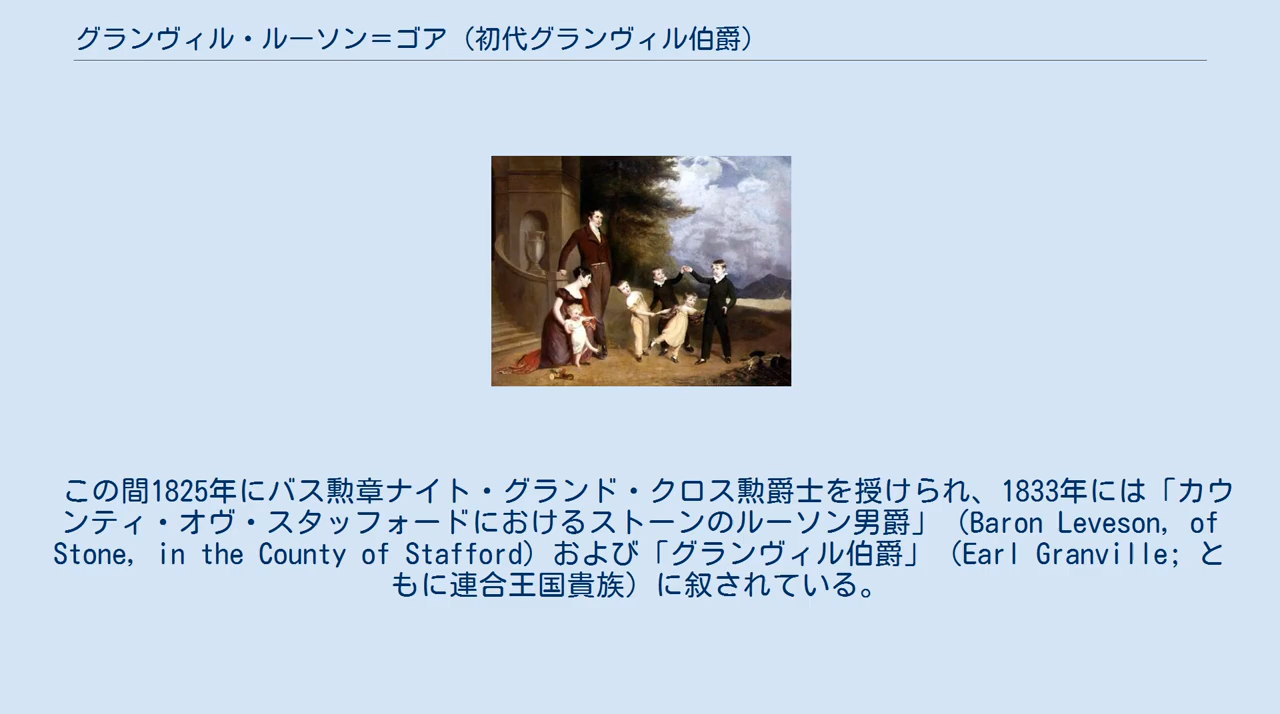 グランヴィル・ルーソン＝ゴア（初代グランヴィル伯爵）
この間1825年にバス勲章ナイト・グランド・クロス勲爵士を授けられ、1833年には「カウ
ンティ・オヴ・スタッフォードにおけるストーンのルーソン男爵」（Baron Leveson, of
Stone, in the County of Stafford）および「グランヴィル伯爵」（Earl Granville; と
もに連合王国貴族）に叙されている。